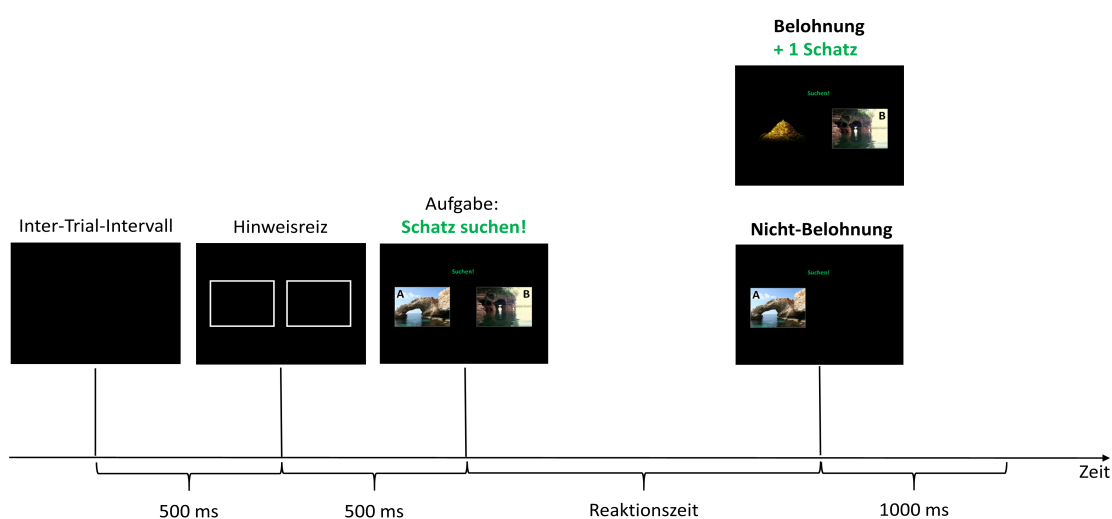 Belohnung
+ 1 Schatz
Suchen!
B
Inter-Trial-Intervall
Hinweisreiz
Aufgabe:
Schatz suchen!
Suchen!
A
B
Nicht-Belohnung
Suchen!
A
Zeit
500 ms
500 ms
Reaktionszeit
1000 ms